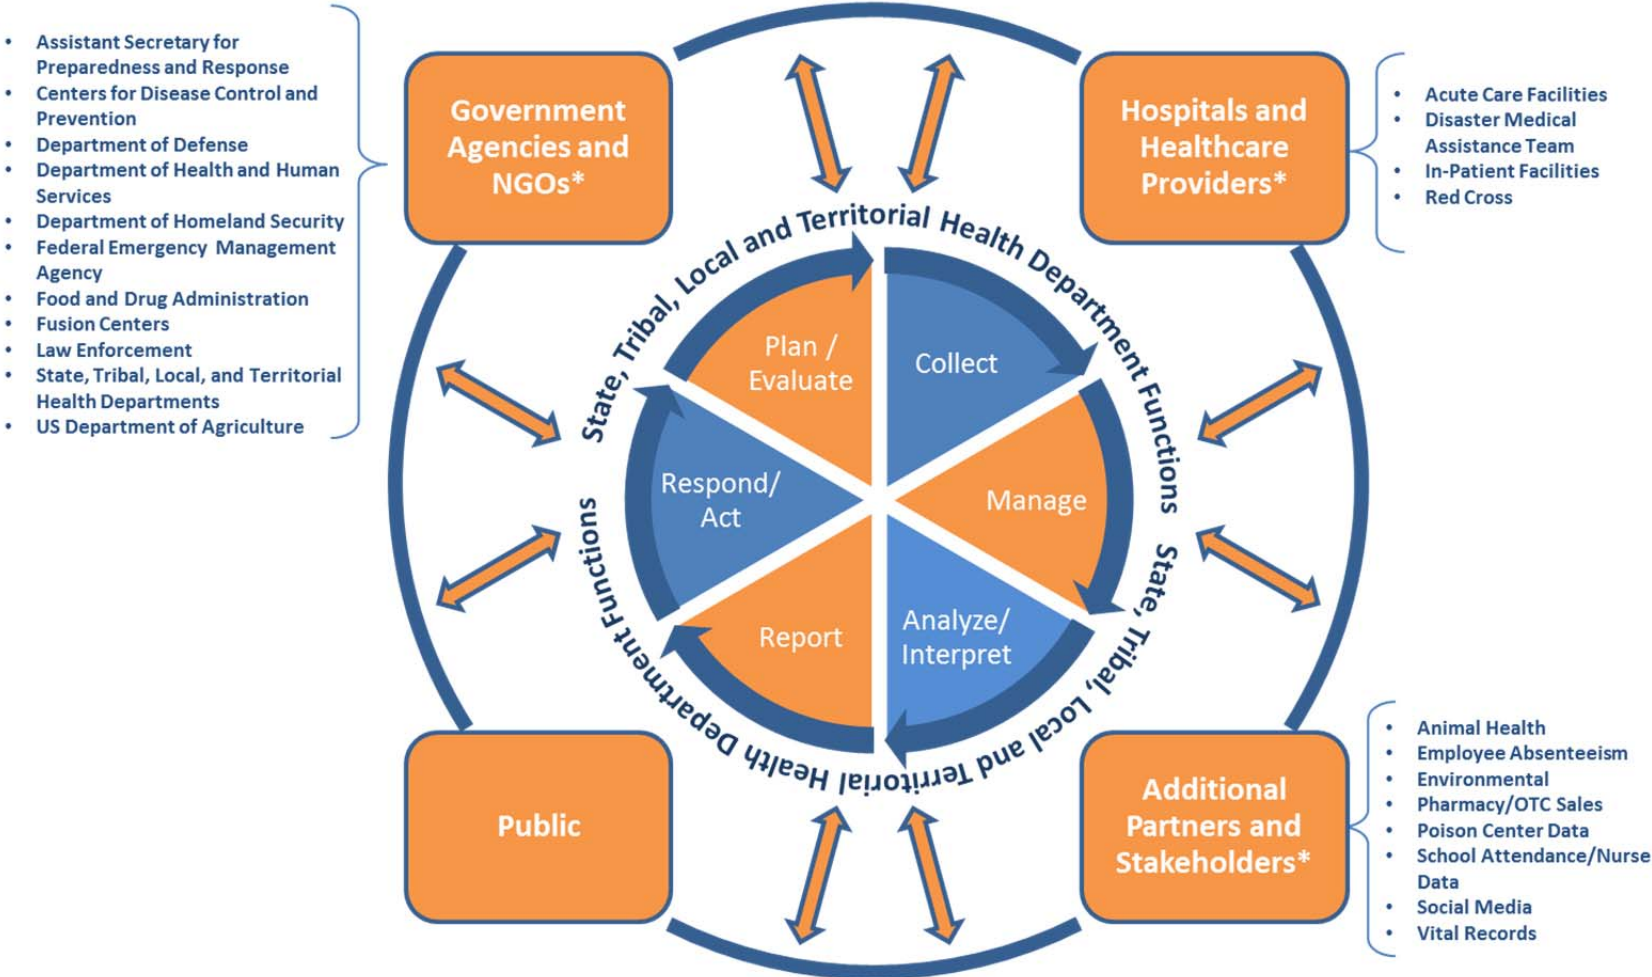 • Assistant Secretary for
Preparedness and Response
• Centers for Disease Control and
Prevention
• Department of Defense
• Department of Health and Human
Services
• Department of Homeland Security
• Federal Emergency Management
Agency
• Food and Drug Administration
• Fusion Centers
• Law Enforcement
• State, Tribal, Local, and Territorial
Health Departments
• US Department of Agriculture
Government
Agencies and
NGOs*
Hospitals and
Healthcare
Providers*
• Acute Care Facilities
• Disaster Medical
Assistance Team
• In-Patient Facilities
• Red Cross
State, Tribal, Local and Territorial Health Department Functions
Plan /
Evaluate
Collect
Respond/
Act
Manage
Report
Analyze/
Interpret
State, Tribal, Local and Territorial Health Department Functions
Public
Additional
Partners and
Stakeholders*
• Animal Health
• Employee Absenteeism
• Environmental
• Pharmacy/OTC Sales
• Poison Center Data
• School Attendance/Nurse
Data
• Social Media
• Vital Records